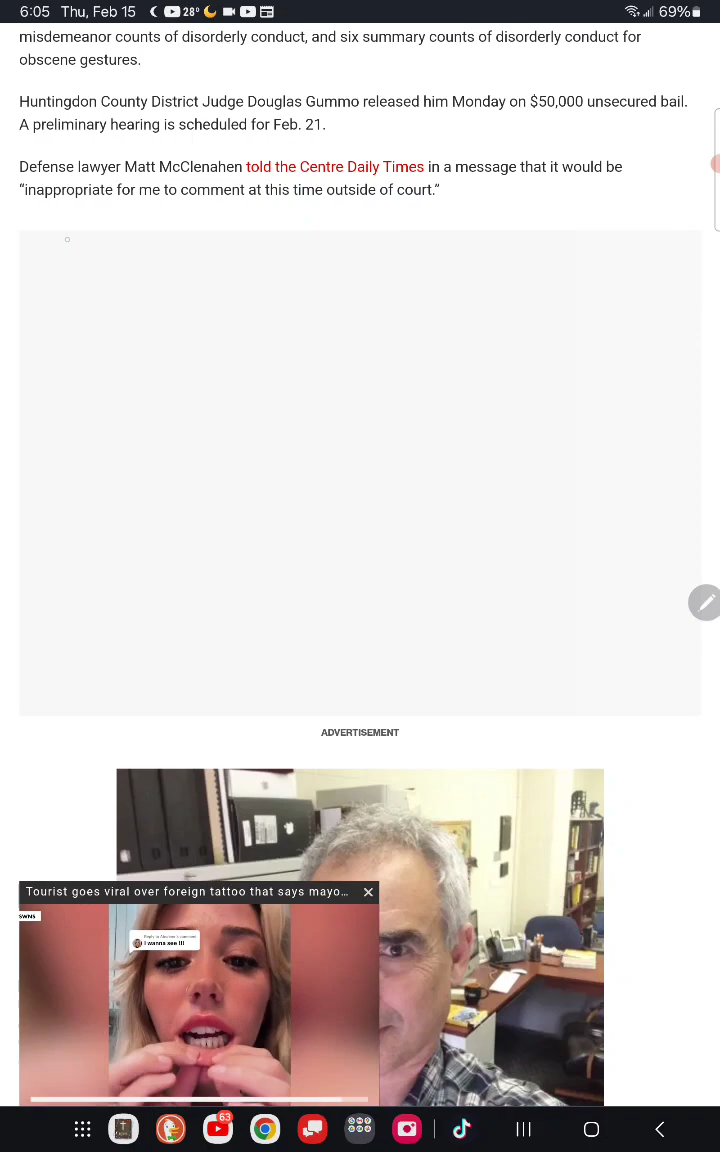 6:05 Thu, Feb 15 28° 69%
misdemeanor counts of disorderly conduct, and six summary counts of disorderly conduct for
obscene gestures.
Huntingdon County District Judge Douglas Gummo released him Monday on $50,000 unsecured bail.
A preliminary hearing is scheduled for Feb. 21.
Defense lawyer Matt McClenahen told the Centre Daily Times in a message that it would be
“inappropriate for me to comment at this time outside of court.”
ADVERTISEMENT
Tourist goes viral over foreign tattoo that says mayo...
SWNS
I wanna see !!!
63